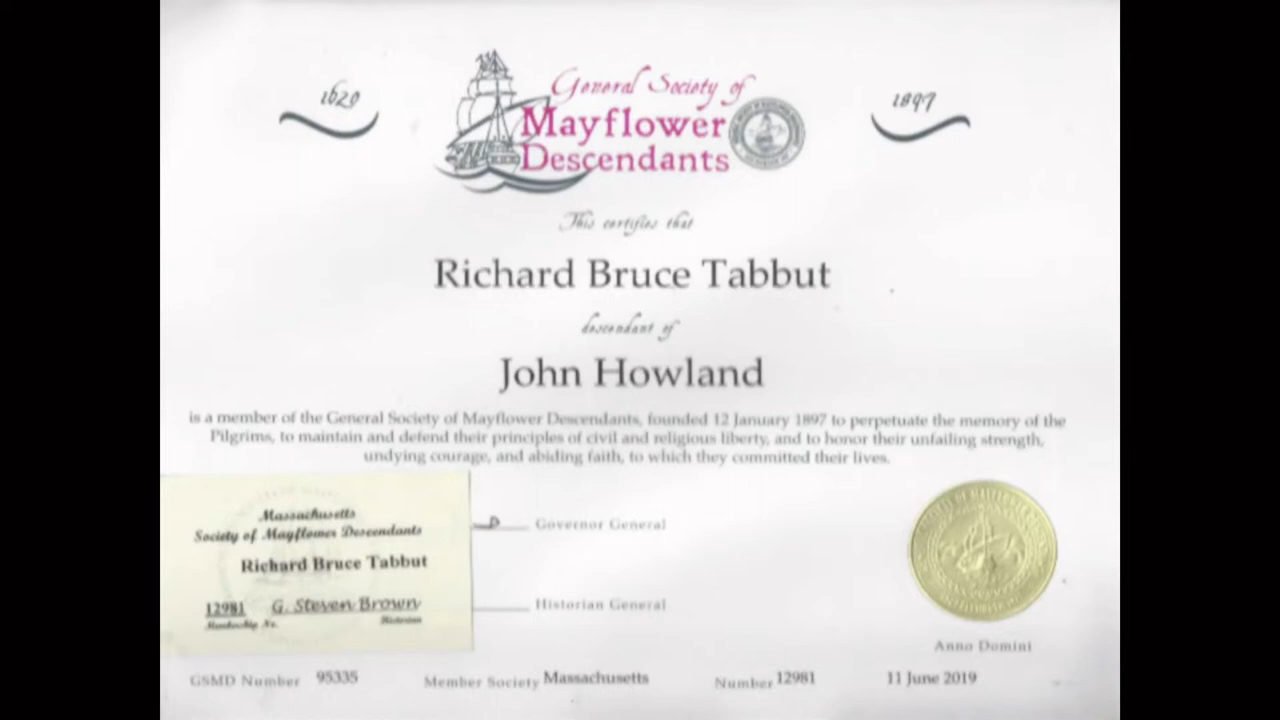 1620
General Society of
Mayflower
Descendants
1897
This certifies that
Richard Bruce Tabbut
descendant of
John Howland
is a member of the General Society of Mayflower Descendants, founded 12 January 1897 to perpetuate the memory of the
Pilgrims, to maintain and defend their principles of civil and religious liberty, and to honor their unfailing strength,
undying courage, and abiding faith, to which they committed their lives.
Massachusetts
Society of Mayflower Descendants
Richard Bruce Tabbut
12981 G. Steven Brown
Membership No. Historian
Governor General
Historian General
Anno Domini
GSMD Number 95335 Member Society Massachusetts Number 12981 11 June 2019